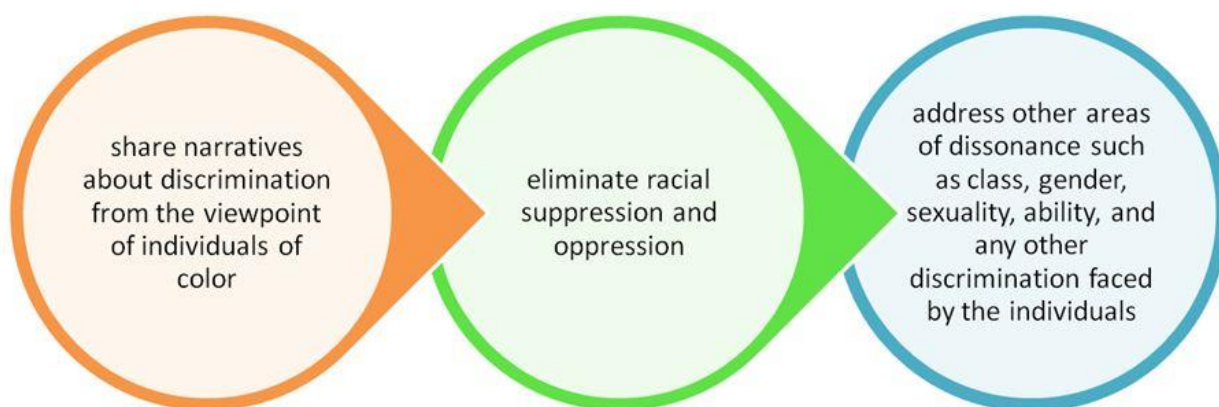 share narratives
about discrimination
from the viewpoint
of individuals of
color
eliminate racial
suppression and
oppression
address other areas
of dissonance such
as class, gender,
sexuality, ability, and
any other
discrimination faced
by the individuals